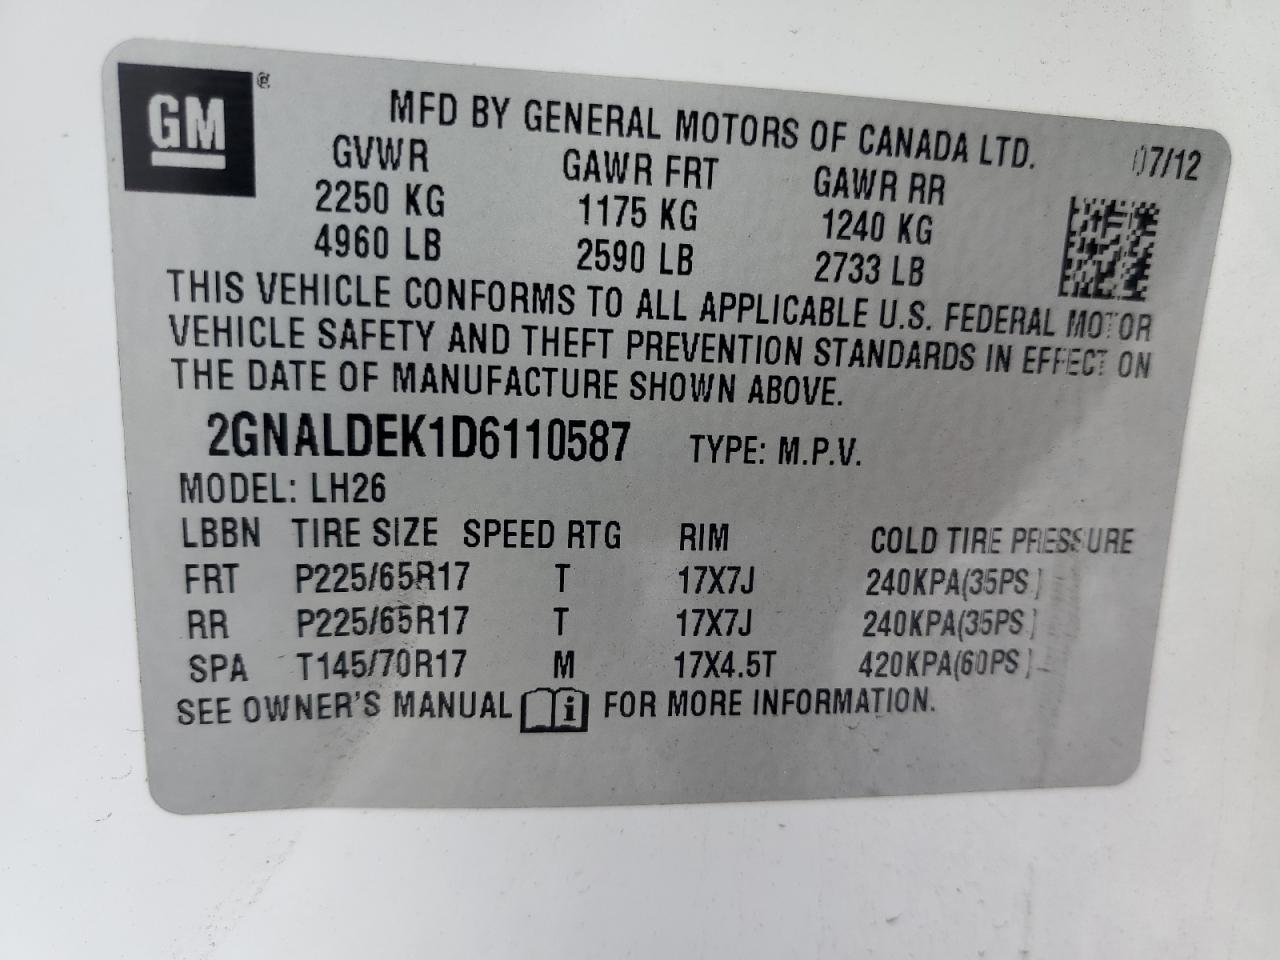 GM ®
MFD BY GENERAL MOTORS OF CANADA LTD. 07/12
GVWR GAWR FRT GAWR RR
2250 KG 1175 KG 1240 KG
4960 LB 2590 LB 2733 LB
THIS VEHICLE CONFORMS TO ALL APPLICABLE U.S. FEDERAL MOTOR
VEHICLE SAFETY AND THEFT PREVENTION STANDARDS IN EFFECT ON
THE DATE OF MANUFACTURE SHOWN ABOVE.
2GNALDEK1D6110587 TYPE: M.P.V.
MODEL: LH26
LBBN TIRE SIZE SPEED RTG RIM COLD TIRE PRESSURE
FRT P225/65R17 T 17X7J 240KPA(35PSI)
RR P225/65R17 T 17X7J 240KPA(35PSI)
SPA T145/70R17 M 17X4.5T 420KPA(60PSI)
SEE OWNER'S MANUAL i FOR MORE INFORMATION.